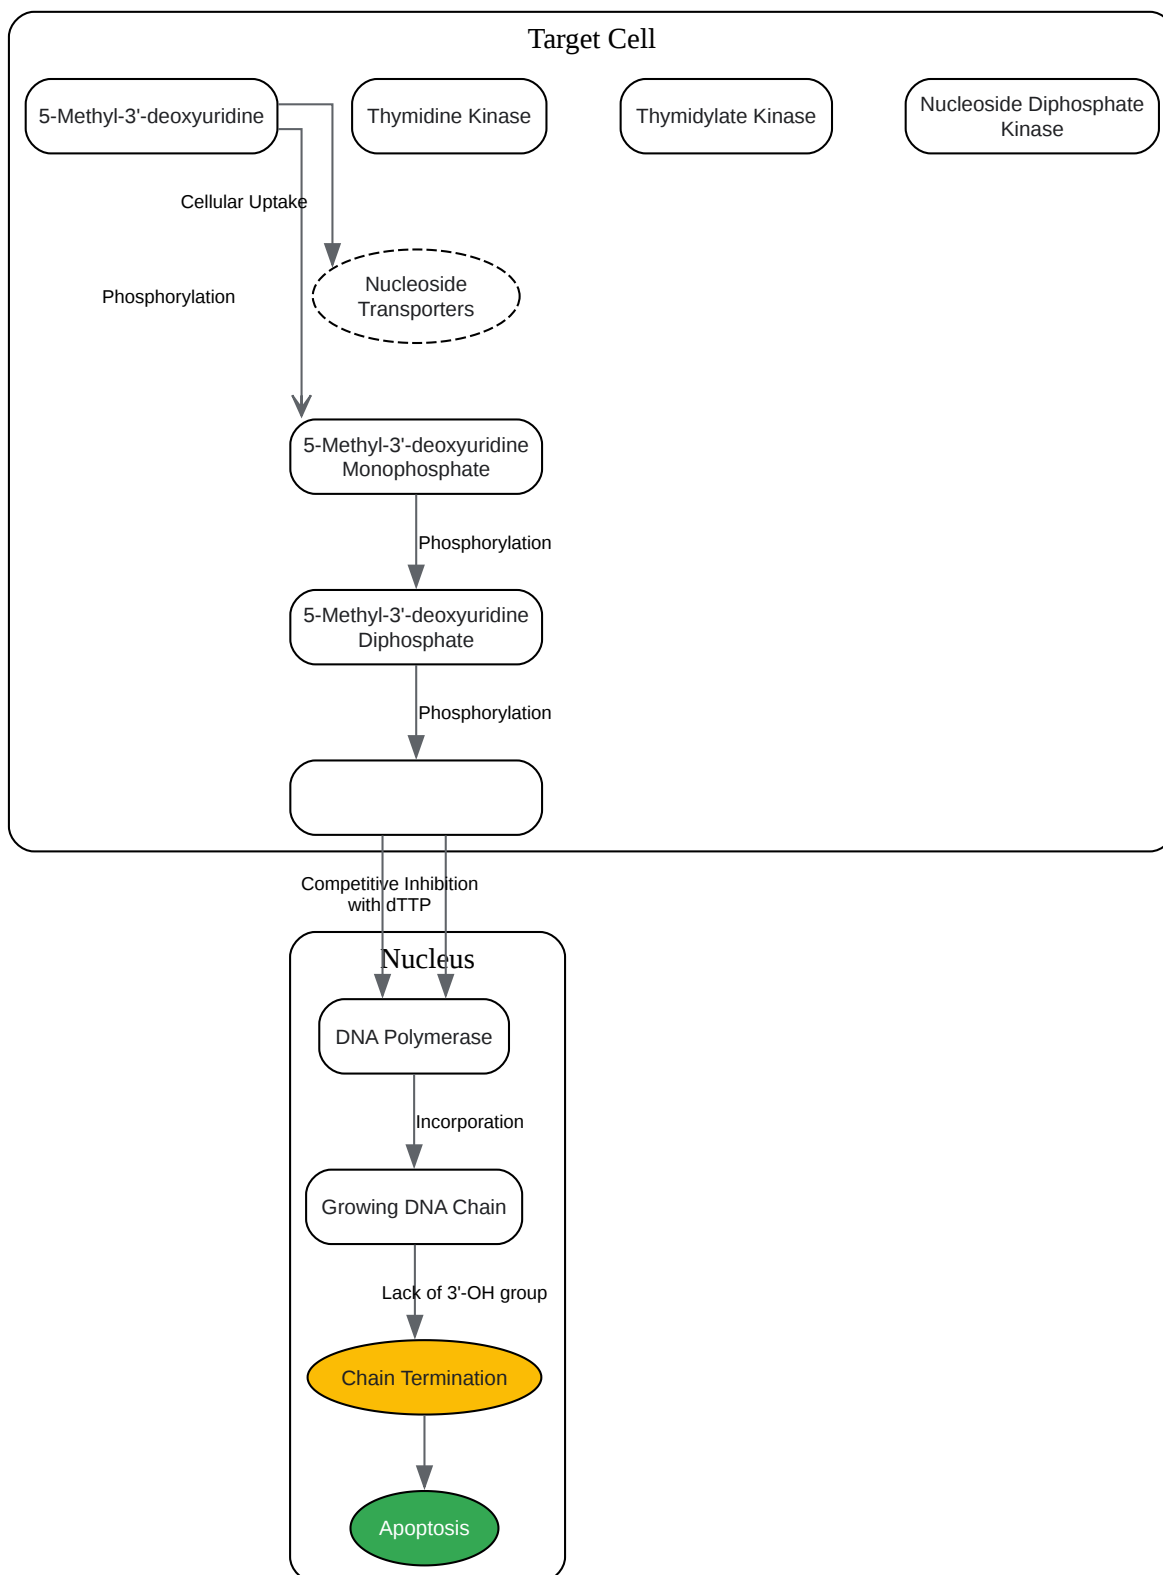 Target Cell
5-Methyl-3'-deoxyuridine
Thymidine Kinase
Thymidylate Kinase
Nucleoside Diphosphate
Kinase
Cellular Uptake
Phosphorylation
Nucleoside
Transporters
5-Methyl-3'-deoxyuridine
Monophosphate
Phosphorylation
5-Methyl-3'-deoxyuridine
Diphosphate
Phosphorylation
Competitive Inhibition
with dTTP
Nucleus
DNA Polymerase
Incorporation
Growing DNA Chain
Lack of 3'-OH group
Chain Termination
Apoptosis